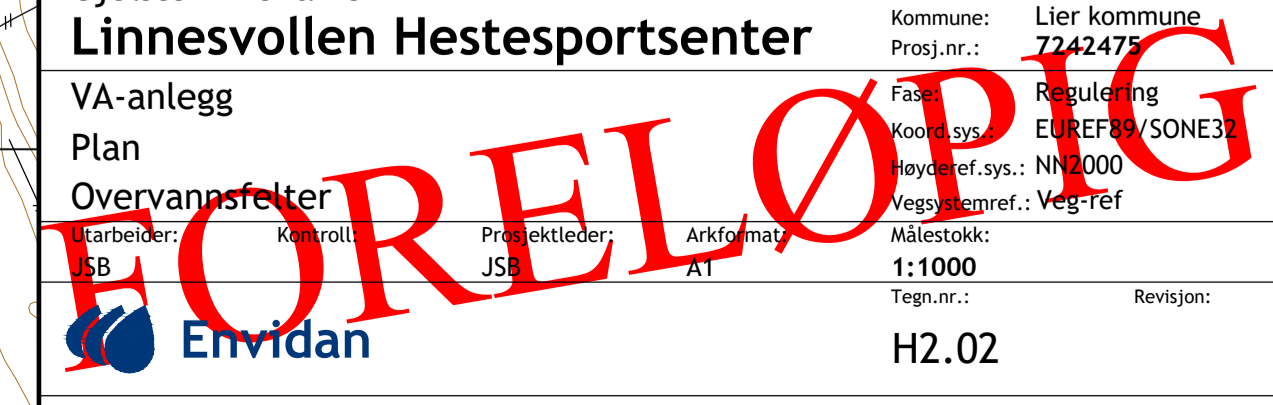 Linnesvollen Hestesportsenter
Kommune: Lier kommune
Prosj.nr.: 7242475
VA-anlegg
Plan
Overvannsfelter
Fase: Regulering
Koord.sys.: EUREF89/SONE32
Høyderef.sys.: NN2000
Vegsystemref.: Veg-ref
Utarbeider: Kontroll: Prosjektleder: Arkformat: Målestokk:
JSB JSB A1 1:1000
Tegn.nr.: Revisjon:
H2.02
Envidan
FORELØPIG